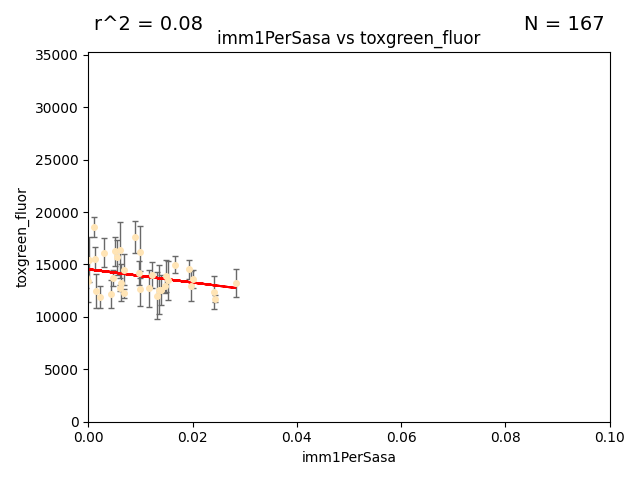 r^2 = 0.08
N = 167
imm1PerSasa vs toxgreen_fluor
35000
30000
25000
20000
15000
10000
5000
0
toxgreen_fluor
0.00
0.02
0.04
0.06
0.08
0.10
imm1PerSasa